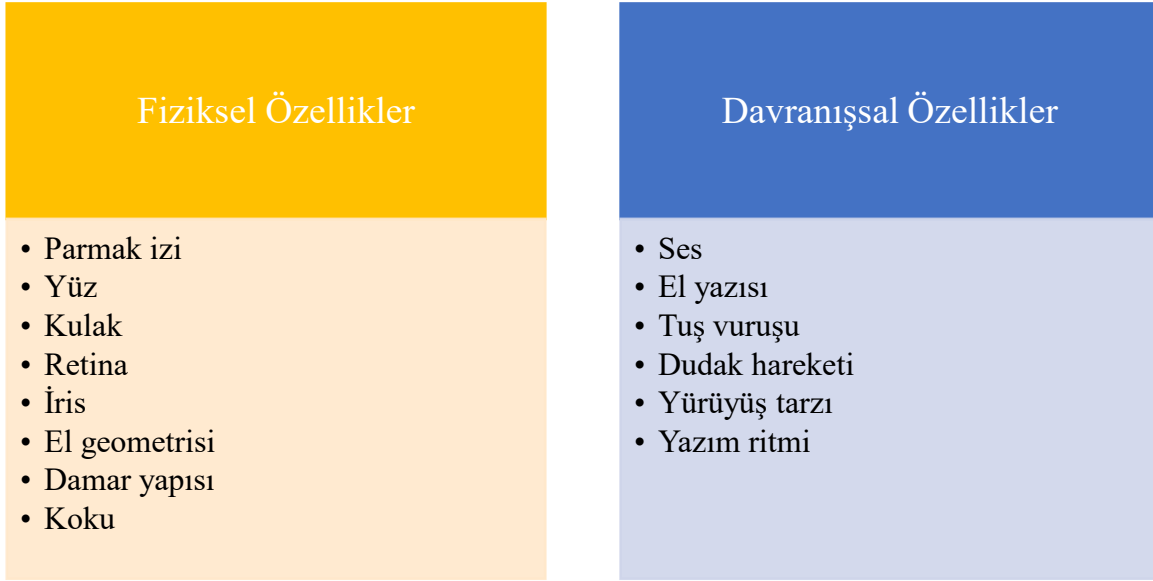 Fiziksel Özellikler
• Parmak izi
• Yüz
• Kulak
• Retina
• İris
• El geometrisi
• Damar yapısı
• Koku
Davranışsal Özellikler
• Ses
• El yazısı
• Tuş vuruşu
• Dudak hareketi
• Yürüyüş tarzı
• Yazım ritmi